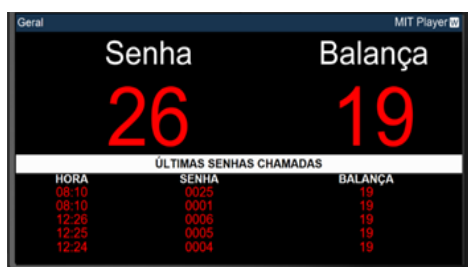 Geral MIT Player W
Senha Balança
26 19
ÚLTIMAS SENHAS CHAMADAS
HORA SENHA BALANÇA
08:10 0025 19
08:10 0001 19
12:26 0006 19
12:25 0005 19
12:24 0004 19